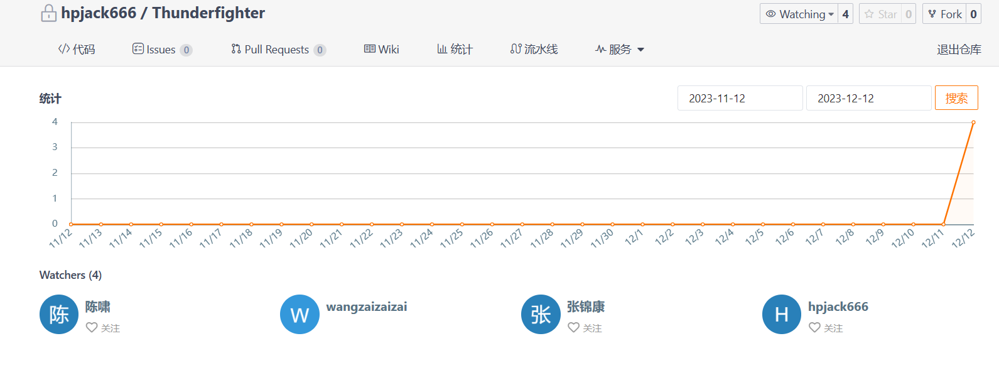 hpjack666 / Thunderfighter
Watching 4 Star 0 Fork 0
代码 Issues 0 Pull Requests 0 Wiki 统计 流水线 服务 退出仓库
统计 2023-11-12 2023-12-12 搜索
4
3
2
1
0
11/12 11/13 11/14 11/15 11/16 11/17 11/18 11/19 11/20 11/21 11/22 11/23 11/24 11/25 11/26 11/27 11/28 11/29 11/30 12/1 12/2 12/3 12/4 12/5 12/6 12/7 12/8 12/9 12/10 12/11 12/12
Watchers (4)
陈 陈啸 W wangzaizaizai 张 张锦康 H hpjack666
关注 关注 关注